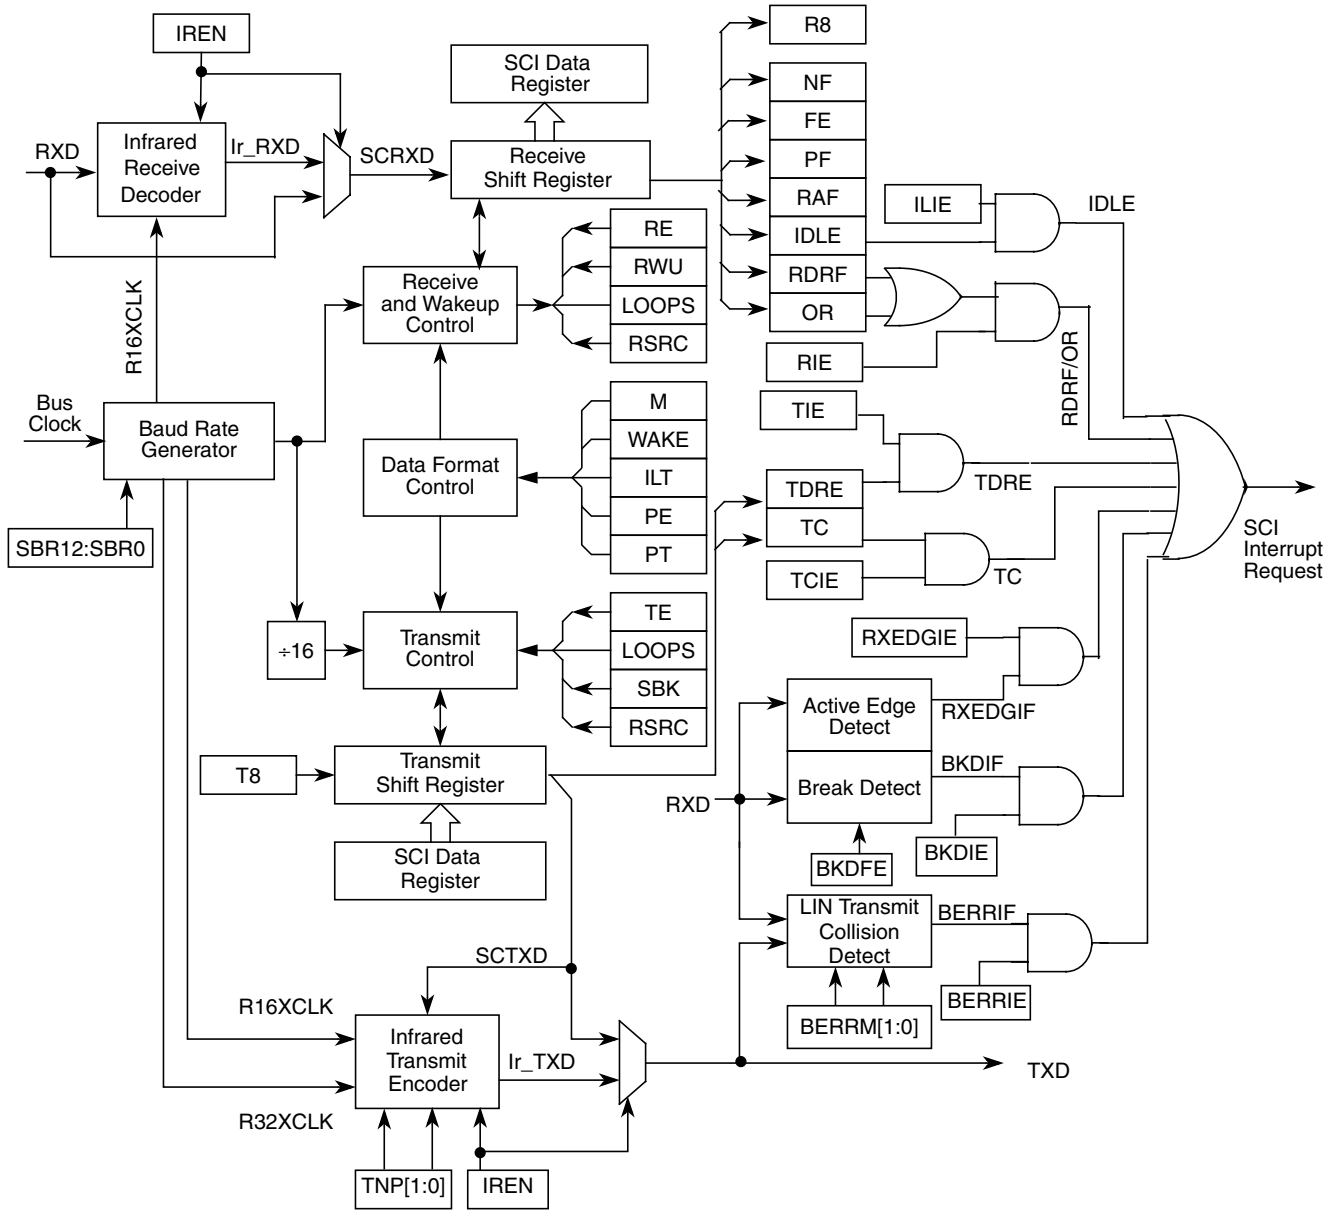 IREN
SCI Data
Register
R8
NF
FE
PF
RAF
IDLE
RDRF
OR
RXD
Infrared
Receive
Decoder
Ir_RXD
SCRXD
Receive
Shift Register
ILIE
IDLE
RE
RWU
LOOPS
RSRC
Receive
and Wakeup
Control
R16XCLK
RIE
RDRF/OR
Bus
Clock
Baud Rate
Generator
M
WAKE
ILT
PE
PT
Data Format
Control
TIE
TDRE
TC
TCIE
TDRE
TC
SCI
Interrupt
Request
SBR12:SBR0
÷16
Transmit
Control
TE
LOOPS
SBK
RSRC
RXEDGIE
Active Edge
Detect
RXEDGIF
T8
Transmit
Shift Register
RXD
Break Detect
BKDIF
BKDIE
BKDFE
SCI Data
Register
LIN Transmit
Collision
Detect
BERRIF
BERRIE
BERRM[1:0]
SCTXD
R16XCLK
Infrared
Transmit
Encoder
Ir_TXD
TXD
R32XCLK
TNP[1:0]
IREN